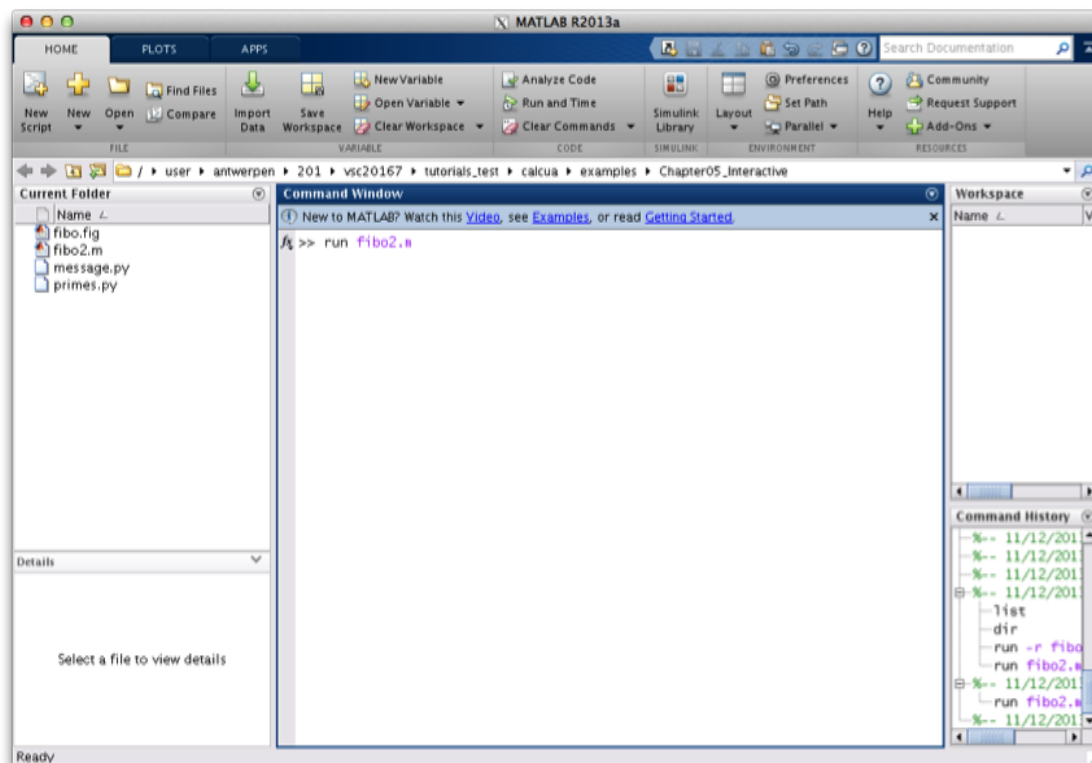 MATLAB R2013a
HOME PLOTS APPS Search Documentation
New Script New Open Find Files Compare Import Data Save Workspace New Variable Open Variable Clear Workspace Analyze Code Run and Time Clear Commands Simulink Library Layout Preferences Set Path Parallel Help Community Request Support Add-Ons
FILE VARIABLE CODE SIMULINK ENVIRONMENT RESOURCES
/ user antwerpen 201 vsc20167 tutorials_test calcua examples Chapter05_Interactive
Current Folder
Name
fibo.fig
fibo2.m
message.py
primes.py
Details
Select a file to view details
Command Window
New to MATLAB? Watch this Video, see Examples, or read Getting Started.
fx >> run fibo2.m
Workspace
Name V
Command History
%-- 11/12/201
%-- 11/12/201
%-- 11/12/201
%-- 11/12/201
list
dir
run -r fibo
run fibo2.m
%-- 11/12/201
run fibo2.m
%-- 11/12/201
Ready